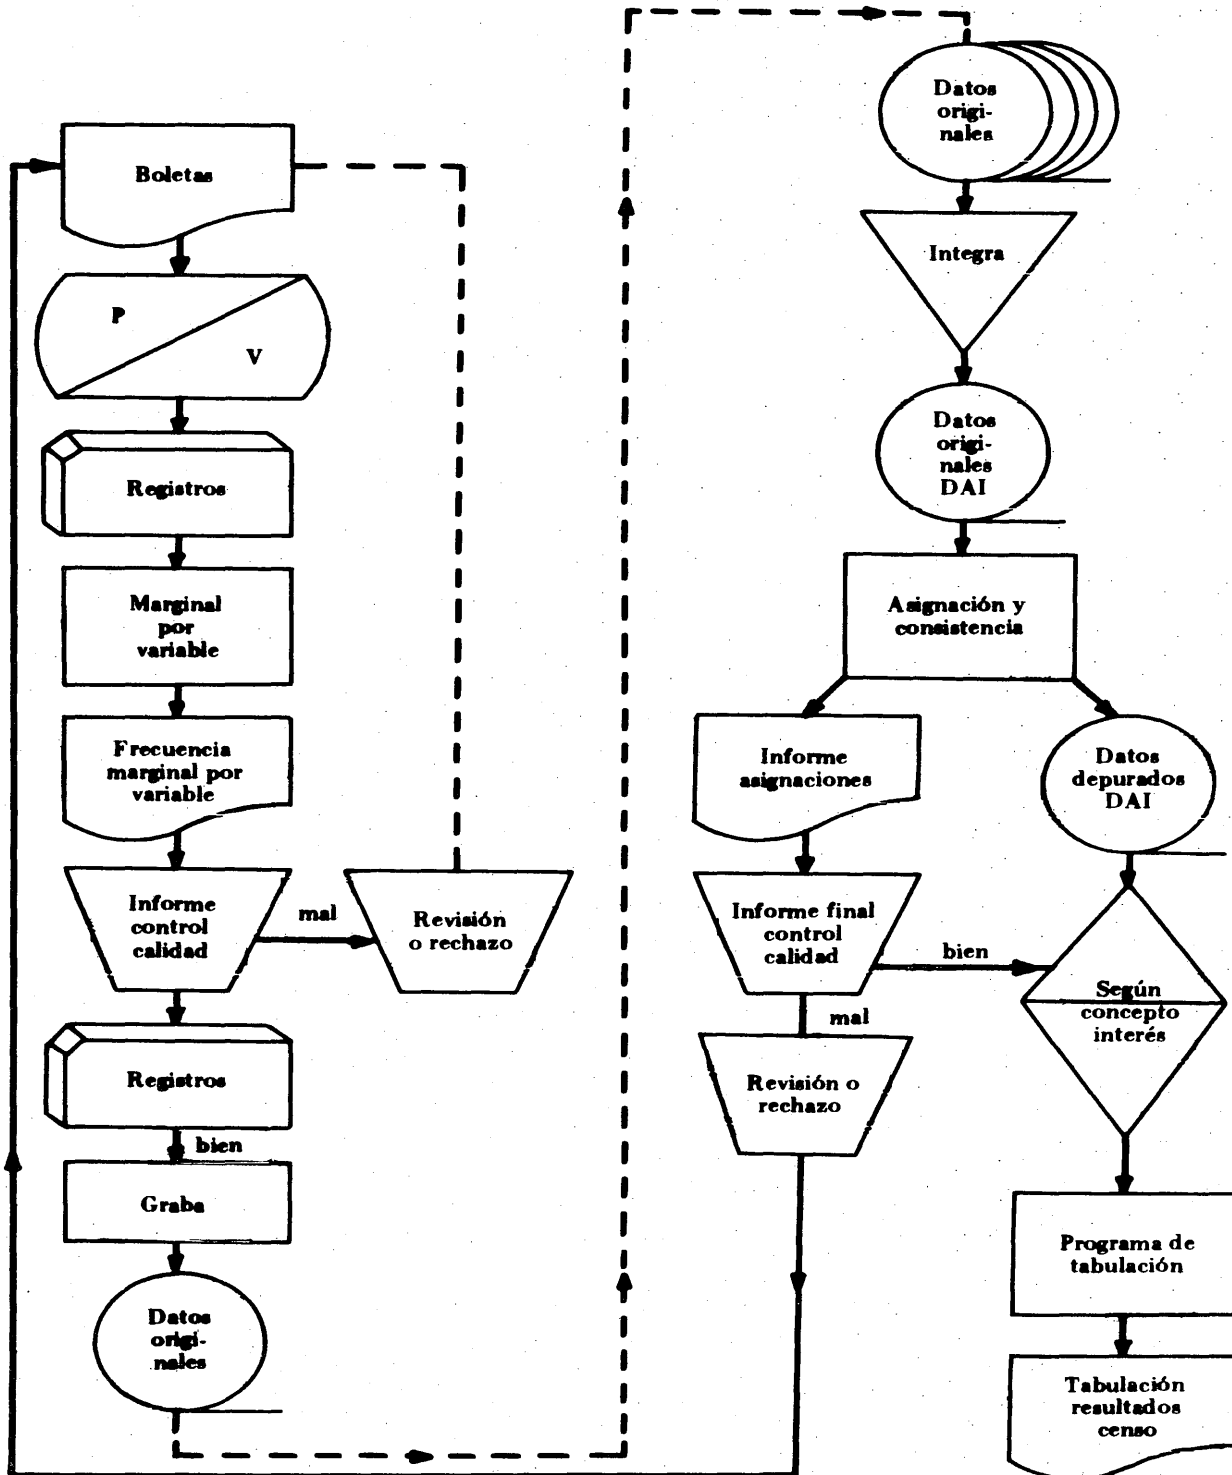 Boletas
P
V
Registros
Marginal
por
variable
Frecuencia
marginal por
variable
Informe
control
calidad
mal
Revisión
o rechazo
Registros
bien
Graba
Datos
origi-
nales
Datos
origi-
nales
Integra
Datos
origi-
nales
DAI
Asignación y
consistencia
Informe
asignaciones
Datos
depurados
DAI
Informe final
control
calidad
bien
mal
Según
concepto
interés
Revisión o
rechazo
Programa de
tabulación
Tabulación
resultados
censo